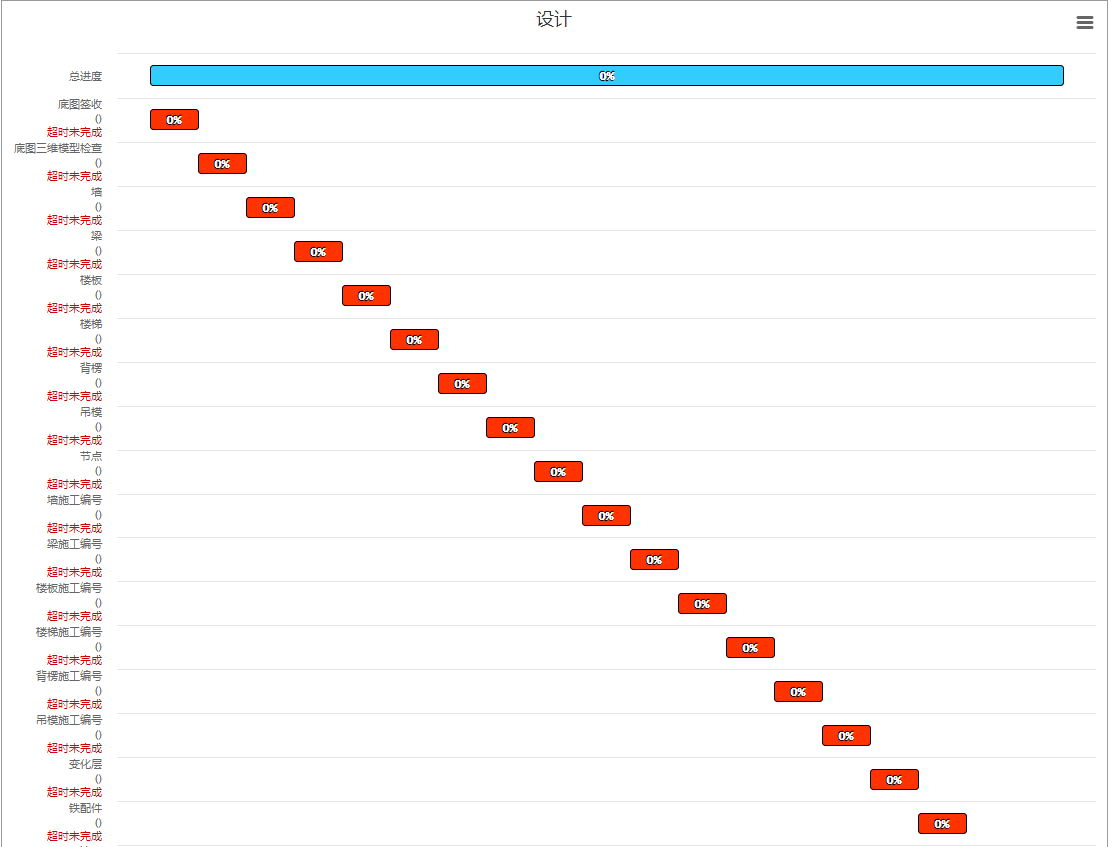 设计
总进度
0%
底图签收
()
超时未完成
0%
底图三维模型检查
()
超时未完成
0%
墙
()
超时未完成
0%
梁
()
超时未完成
0%
楼板
()
超时未完成
0%
楼梯
()
超时未完成
0%
背楞
()
超时未完成
0%
吊模
()
超时未完成
0%
节点
()
超时未完成
0%
墙施工编号
()
超时未完成
0%
梁施工编号
()
超时未完成
0%
楼板施工编号
()
超时未完成
0%
楼梯施工编号
()
超时未完成
0%
背楞施工编号
()
超时未完成
0%
吊模施工编号
()
超时未完成
0%
变化层
()
超时未完成
0%
铁配件
()
超时未完成
0%